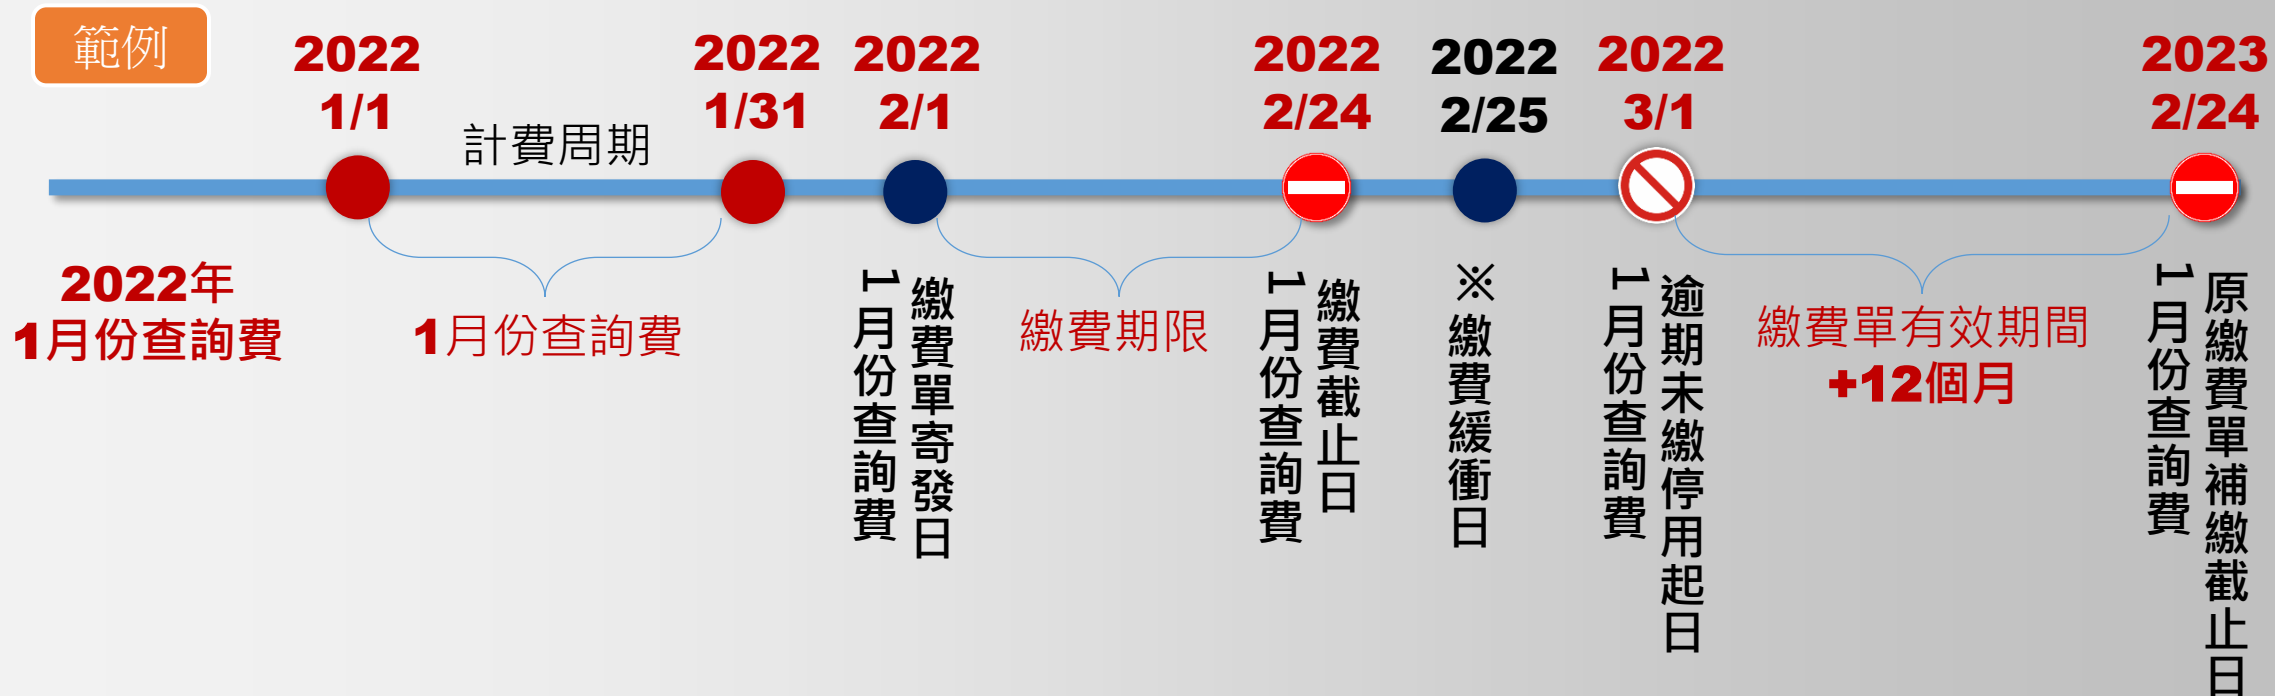 範例
2022
1/1
計費周期
2022
1/31
2022
2/1
2022
2/24
2022
2/25
2022
3/1
2023
2/24
2022年
1月份查詢費
1月份查詢費
繳費單寄發日
1月份查詢費
繳費期限
繳費截止日
1月份查詢費
※繳費緩衝日
逾期未繳停用起日
1月份查詢費
繳費單有效期間
+12個月
原繳費單補繳截止日
1月份查詢費